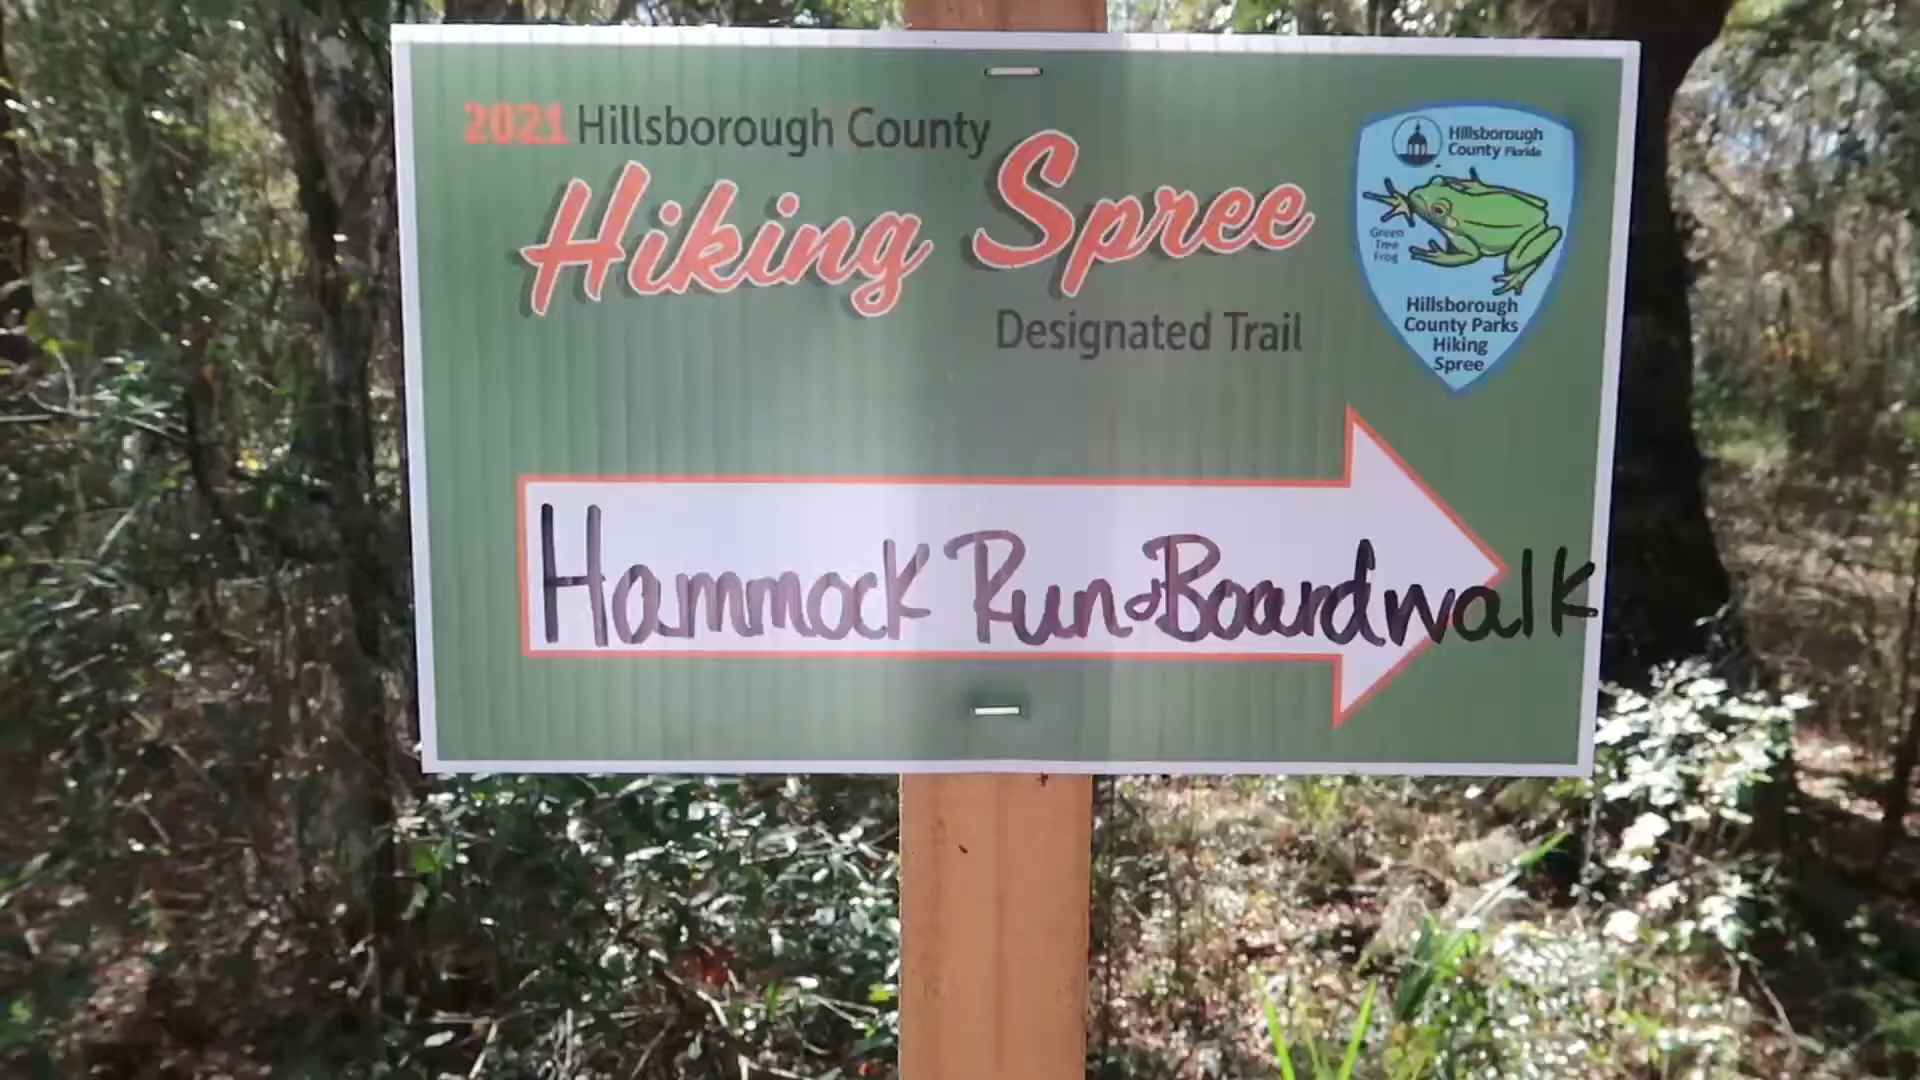 2021 Hillsborough County
Hiking Spree
Designated Trail
Hillsborough
County Florida
Green
Tree
Frog
Hillsborough
County Parks
Hiking
Spree
Hammock Run & Boardwalk